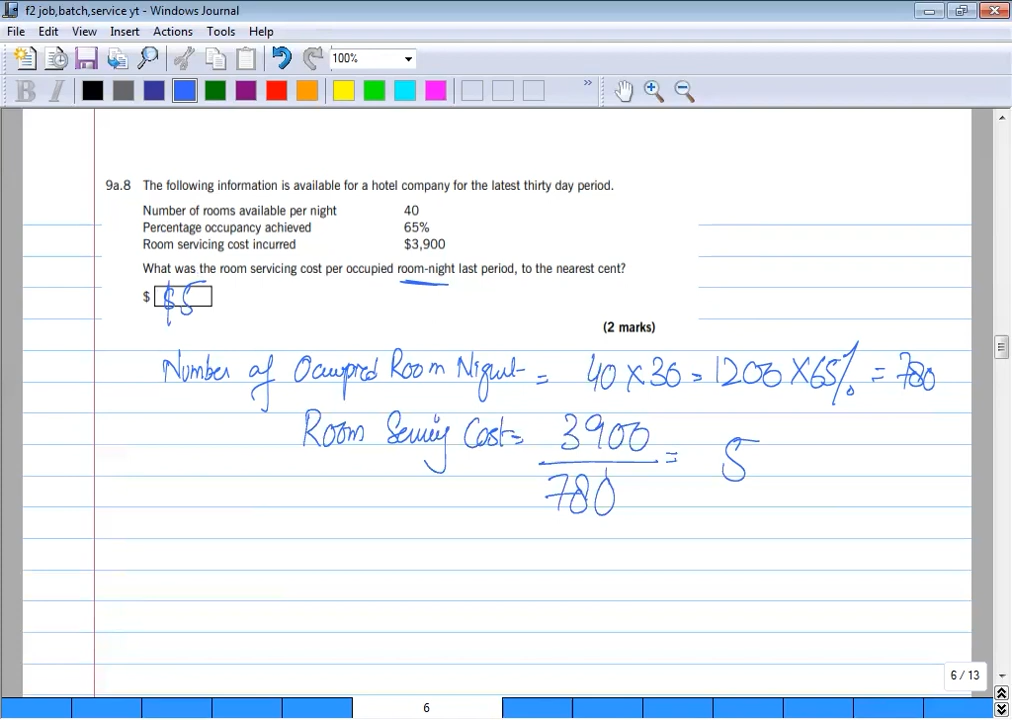 f2 job,batch,service yt - Windows Journal
File Edit View Insert Actions Tools Help
100%
B I »
9a.8 The following information is available for a hotel company for the latest thirty day period.
Number of rooms available per night 40
Percentage occupancy achieved 65%
Room servicing cost incurred $3,900
What was the room servicing cost per occupied room-night last period, to the nearest cent?
$ $5
(2 marks)
Number of Occupied Room Night = 40 X 30 = 1200 X 65% = 780
Room Serving Cost = 3900
= 5
780
6 / 13
6